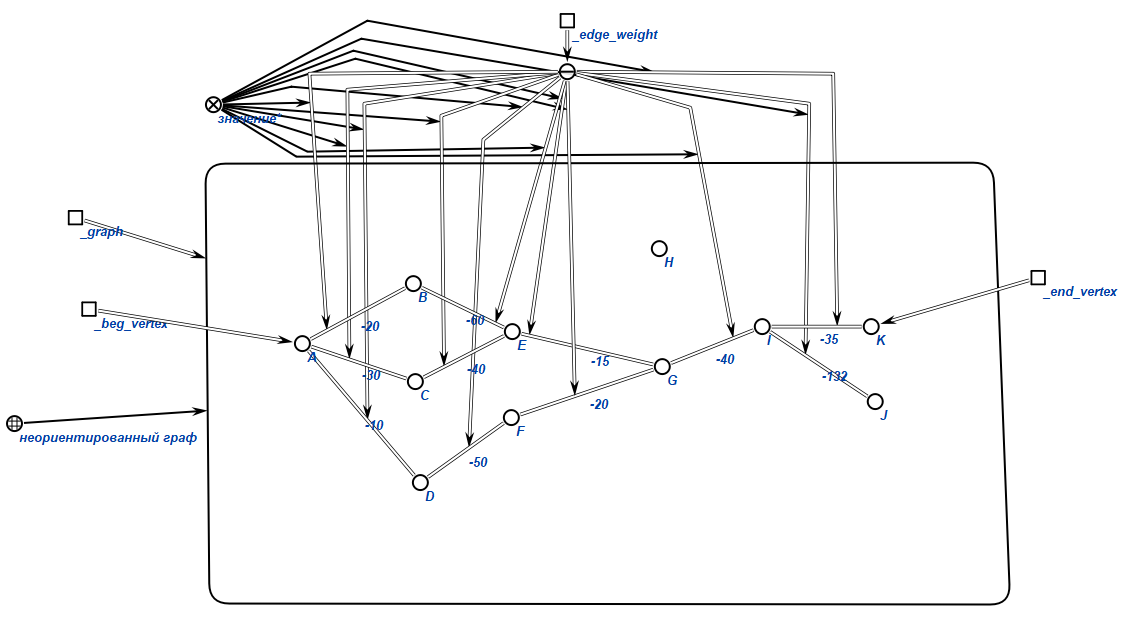 _edge_weight
значение*
_graph
H
_end_vertex
B
_beg_vertex
-20
-60
E
I
-35
K
A
-15
-40
-30
-40
G
-132
C
-20
J
-10
F
неориентированный граф
-50
D